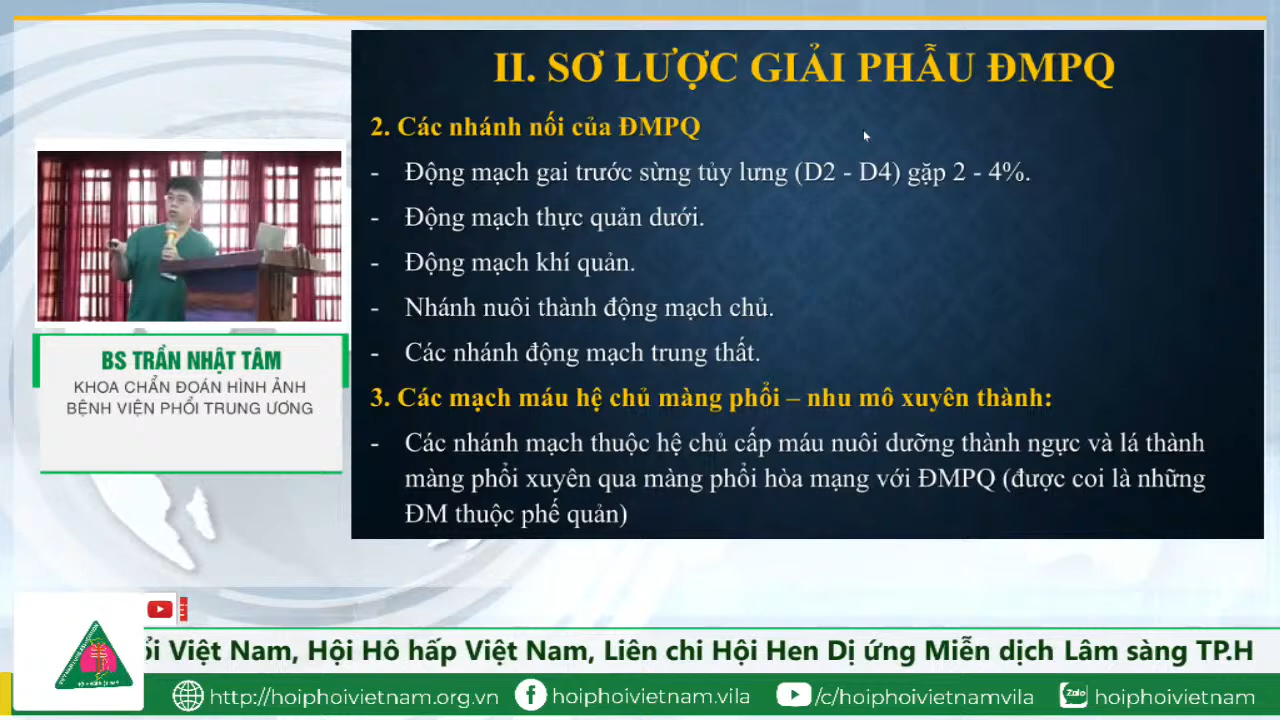 II. SƠ LƯỢC GIẢI PHẪU ĐMPQ
2. Các nhánh nối của ĐMPQ
- Động mạch gai trước sừng tủy lưng (D2 - D4) gặp 2 - 4%.
- Động mạch thực quản dưới.
- Động mạch khí quản.
- Nhánh nuôi thành động mạch chủ.
- Các nhánh động mạch trung thất.
3. Các mạch máu hệ chủ màng phổi – nhu mô xuyên thành:
- Các nhánh mạch thuộc hệ chủ cấp máu nuôi dưỡng thành ngực và lá thành
màng phổi xuyên qua màng phổi hòa mạng với ĐMPQ (được coi là những
ĐM thuộc phế quản)
BS TRẦN NHẬT TÂM
KHOA CHẨN ĐOÁN HÌNH ẢNH
BỆNH VIỆN PHỔI TRUNG ƯƠNG
ổi Việt Nam, Hội Hô hấp Việt Nam, Liên chi Hội Hen Dị ứng Miễn dịch Lâm sàng TP.H
http://hoiphoivietnam.org.vn hoiphoivietnam.vila /c/hoiphoivietnamvila Zalo hoiphoivietnam